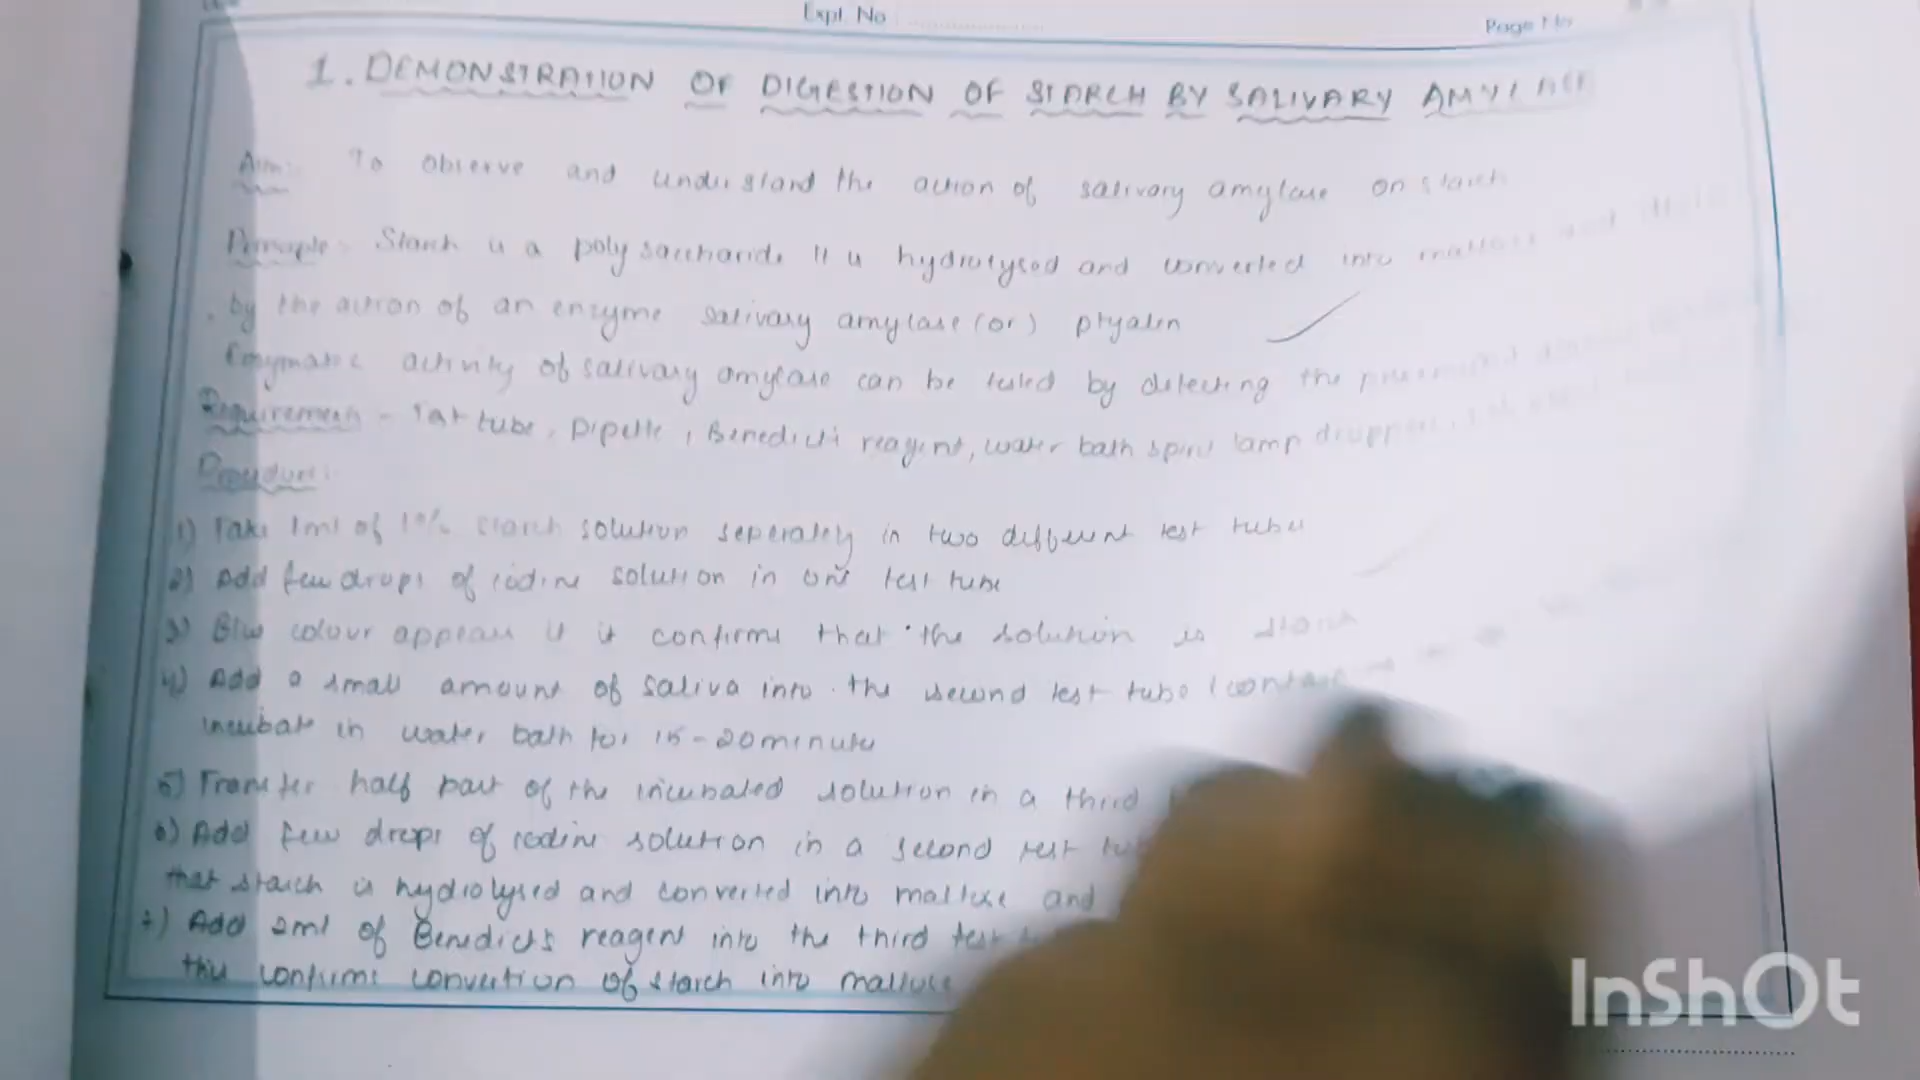 Expt. No
Page No
1. DEMONSTRATION OF DIGESTION OF STARCH BY SALIVARY
Aim: To observe and understand the action of salivary amylase on starch
Principle: Starch is a polysaccharide It is hydrolysed and converted into maltose and
by the action of an enzyme salivary amylase (or) ptyalin
Enzymatic activity of salivary amylase can be tested by detecting the
Requirements - Test tube, pipette, Benedict's reagent, water bath spirit lamp
Procedure:
1) Take 1ml of 1% starch solution seperately in two different test tubes
2) Add few drops of iodine solution in one test tube
3) Blue colour appears it confirms that the solution is starch
4) Add a small amount of saliva into the second test tube
incubate in water bath for 15-20 minutes
5) Transfer half part of the incubated solution in a third
6) Add few drops of iodine solution in a second test
that starch is hydrolysed and converted into maltose and
7) Add 2ml of Benedict's reagent into the third test
this confirms convertion of starch into maltose
InShOt